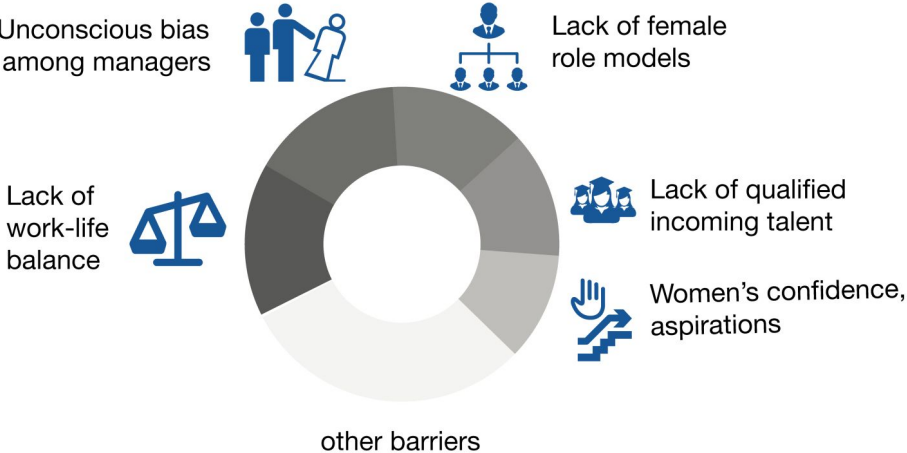 Unconscious bias
among managers
Lack of female
role models
Lack of
work-life
balance
Lack of qualified
incoming talent
Women’s confidence,
aspirations
other barriers